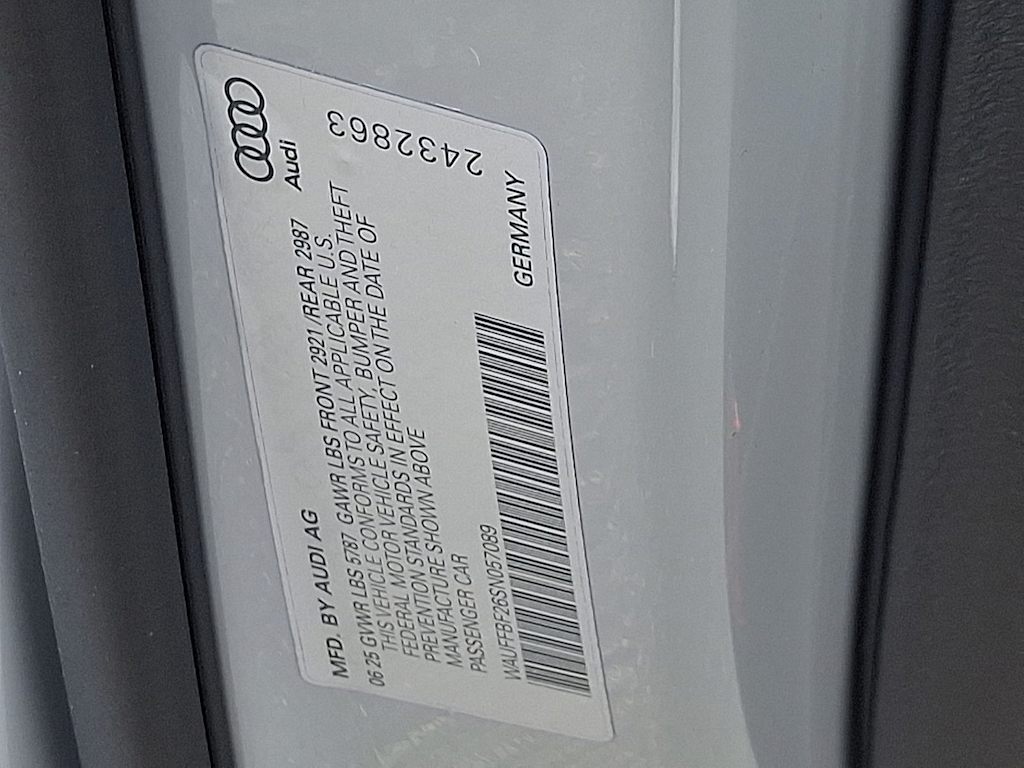 Audi
MFD. BY AUDI AG
06 25 GVWR LBS 5787 GAWR LBS FRONT 2921 /REAR 2987
THIS VEHICLE CONFORMS TO ALL APPLICABLE U.S.
FEDERAL MOTOR VEHICLE SAFETY, BUMPER AND THEFT
PREVENTION STANDARDS IN EFFECT ON THE DATE OF
MANUFACTURE SHOWN ABOVE
PASSENGER CAR
WAUFFBF26SN057089
GERMANY
2432863